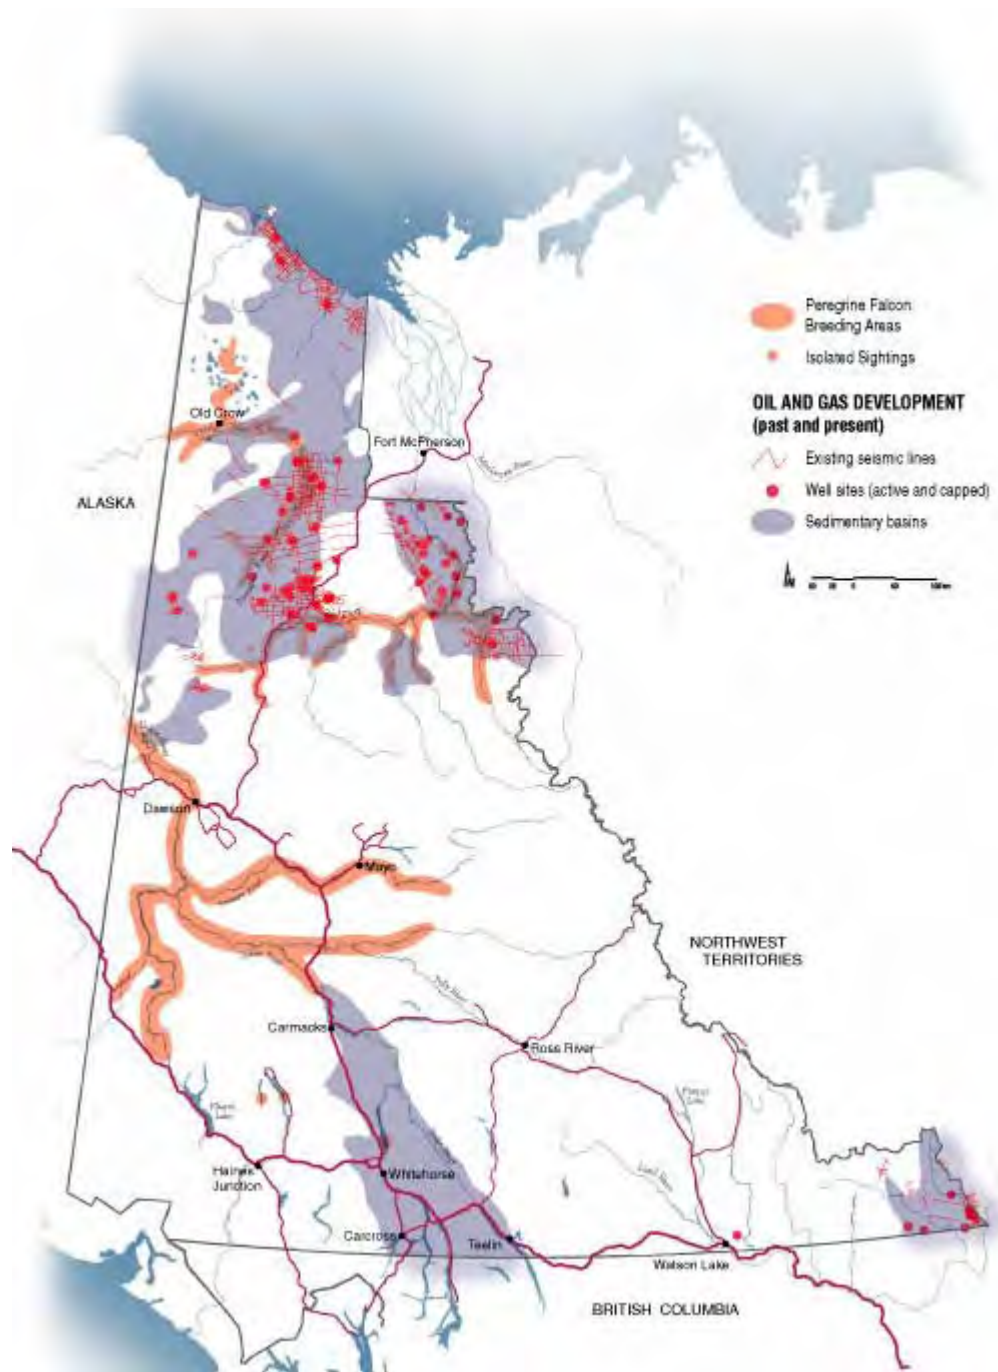 Peregrine Falcon
Breeding Areas
Isolated Sightings
OIL AND GAS DEVELOPMENT
(past and present)
Existing seismic lines
Well sites (active and capped)
Sedimentary basins
N
Old Crow
Fort McPherson
ALASKA
Dawson
Mayo
NORTHWEST
TERRITORIES
Carmacks
Ross River
Haines
Junction
Whitehorse
Carcross
Teslin
Watson Lake
BRITISH COLUMBIA